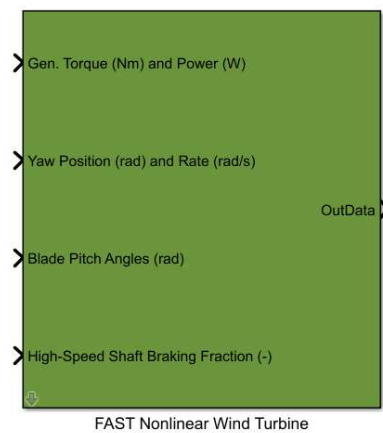 Gen. Torque (Nm) and Power (W)
Yaw Position (rad) and Rate (rad/s)
OutData
Blade Pitch Angles (rad)
High-Speed Shaft Braking Fraction (-)
FAST Nonlinear Wind Turbine